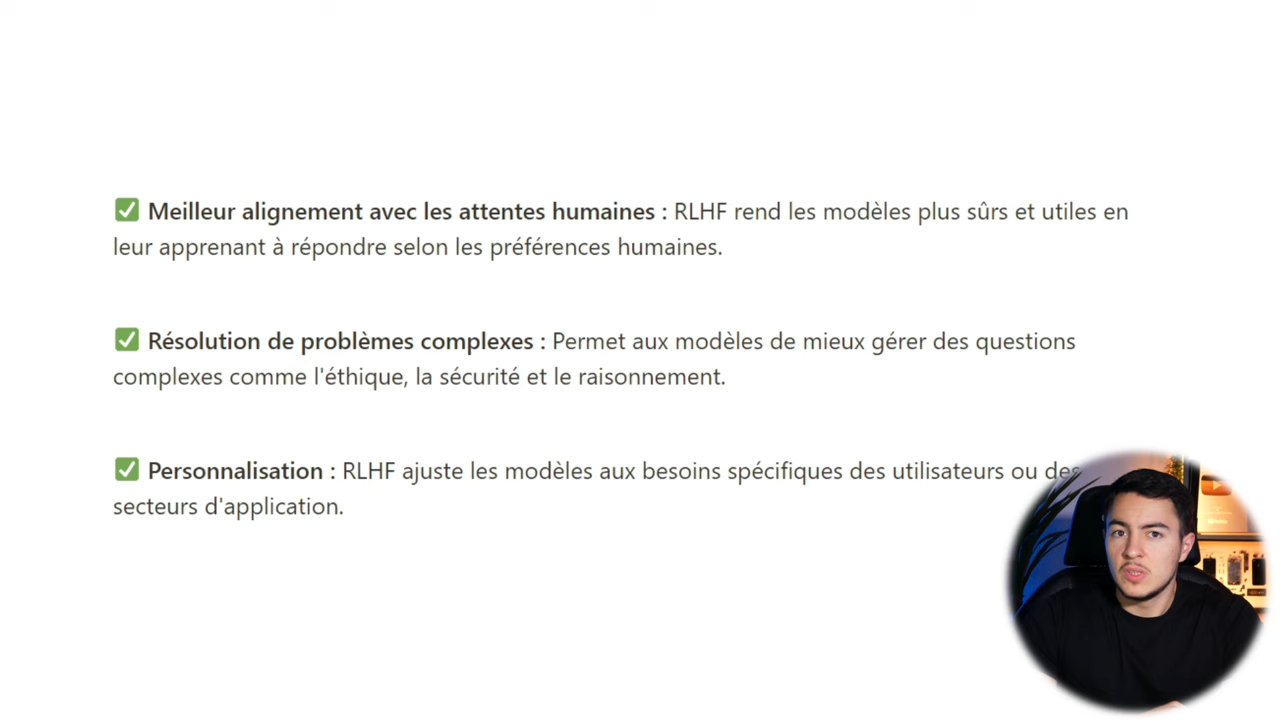 ✅ Meilleur alignement avec les attentes humaines : RLHF rend les modèles plus sûrs et utiles en
leur apprenant à répondre selon les préférences humaines.
✅ Résolution de problèmes complexes : Permet aux modèles de mieux gérer des questions
complexes comme l'éthique, la sécurité et le raisonnement.
✅ Personnalisation : RLHF ajuste les modèles aux besoins spécifiques des utilisateurs ou des
secteurs d'application.